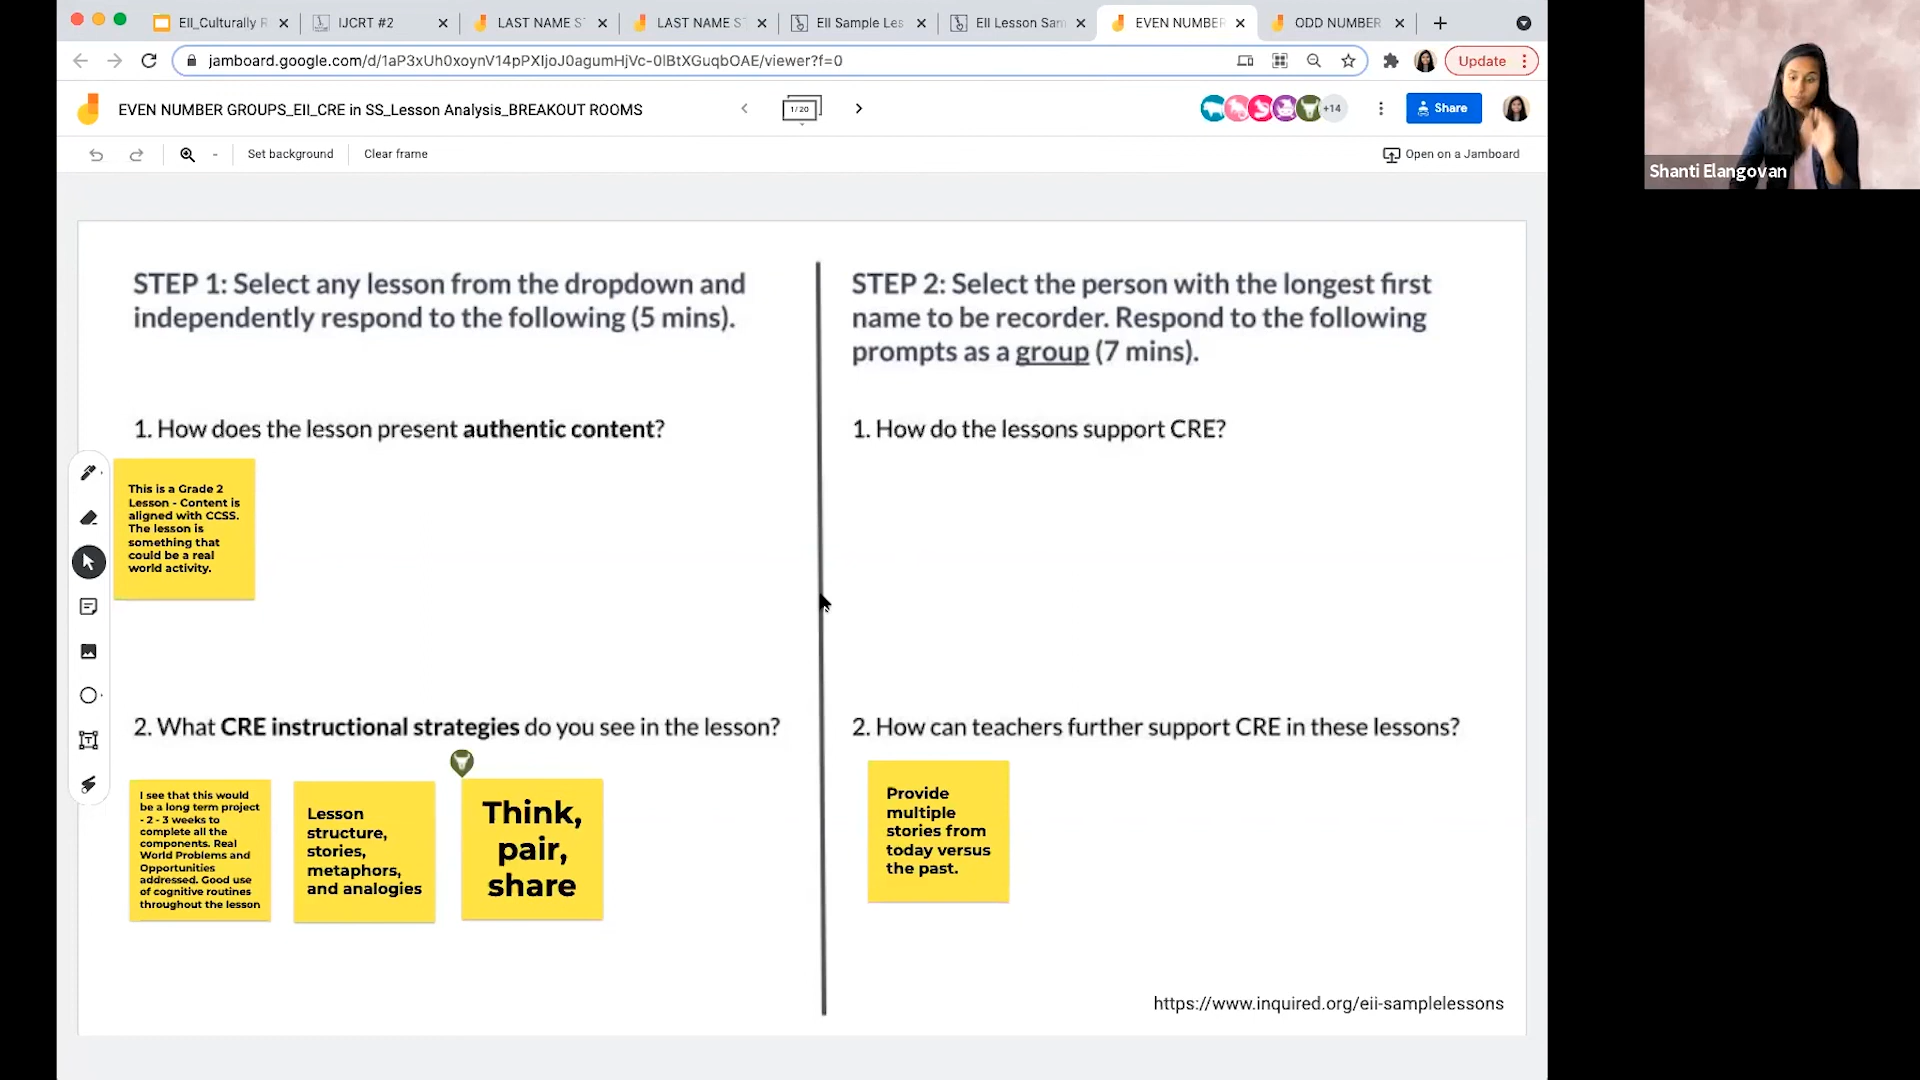 EII_Culturally R
IJCRT #2
LAST NAME S
LAST NAME S
EII Sample Les
EII Lesson Sam
EVEN NUMBER
ODD NUMBER
jamboard.google.com/d/1aP3xUh0xoynV14pPXIjoJ0agumHjVc-0lBtXGuqbOAE/viewer?f=0
Update
EVEN NUMBER GROUPS_EII_CRE in SS_Lesson Analysis_BREAKOUT ROOMS
1/20
+14
Share
Set background
Clear frame
Open on a Jamboard
Shanti Elangovan
STEP 1: Select any lesson from the dropdown and
independently respond to the following (5 mins).
1. How does the lesson present authentic content?
This is a Grade 2
Lesson - Content is
aligned with CCSS.
The lesson is
something that
could be a real
world activity.
2. What CRE instructional strategies do you see in the lesson?
I see that this would
be a long term project
- 2 - 3 weeks to
complete all the
components. Real
World Problems and
Opportunities
addressed. Good use
of cognitive routines
throughout the lesson
Lesson
structure,
stories,
metaphors,
and analogies
Think,
pair,
share
STEP 2: Select the person with the longest first
name to be recorder. Respond to the following
prompts as a group (7 mins).
1. How do the lessons support CRE?
2. How can teachers further support CRE in these lessons?
Provide
multiple
stories from
today versus
the past.
https://www.inquired.org/eii-samplelessons